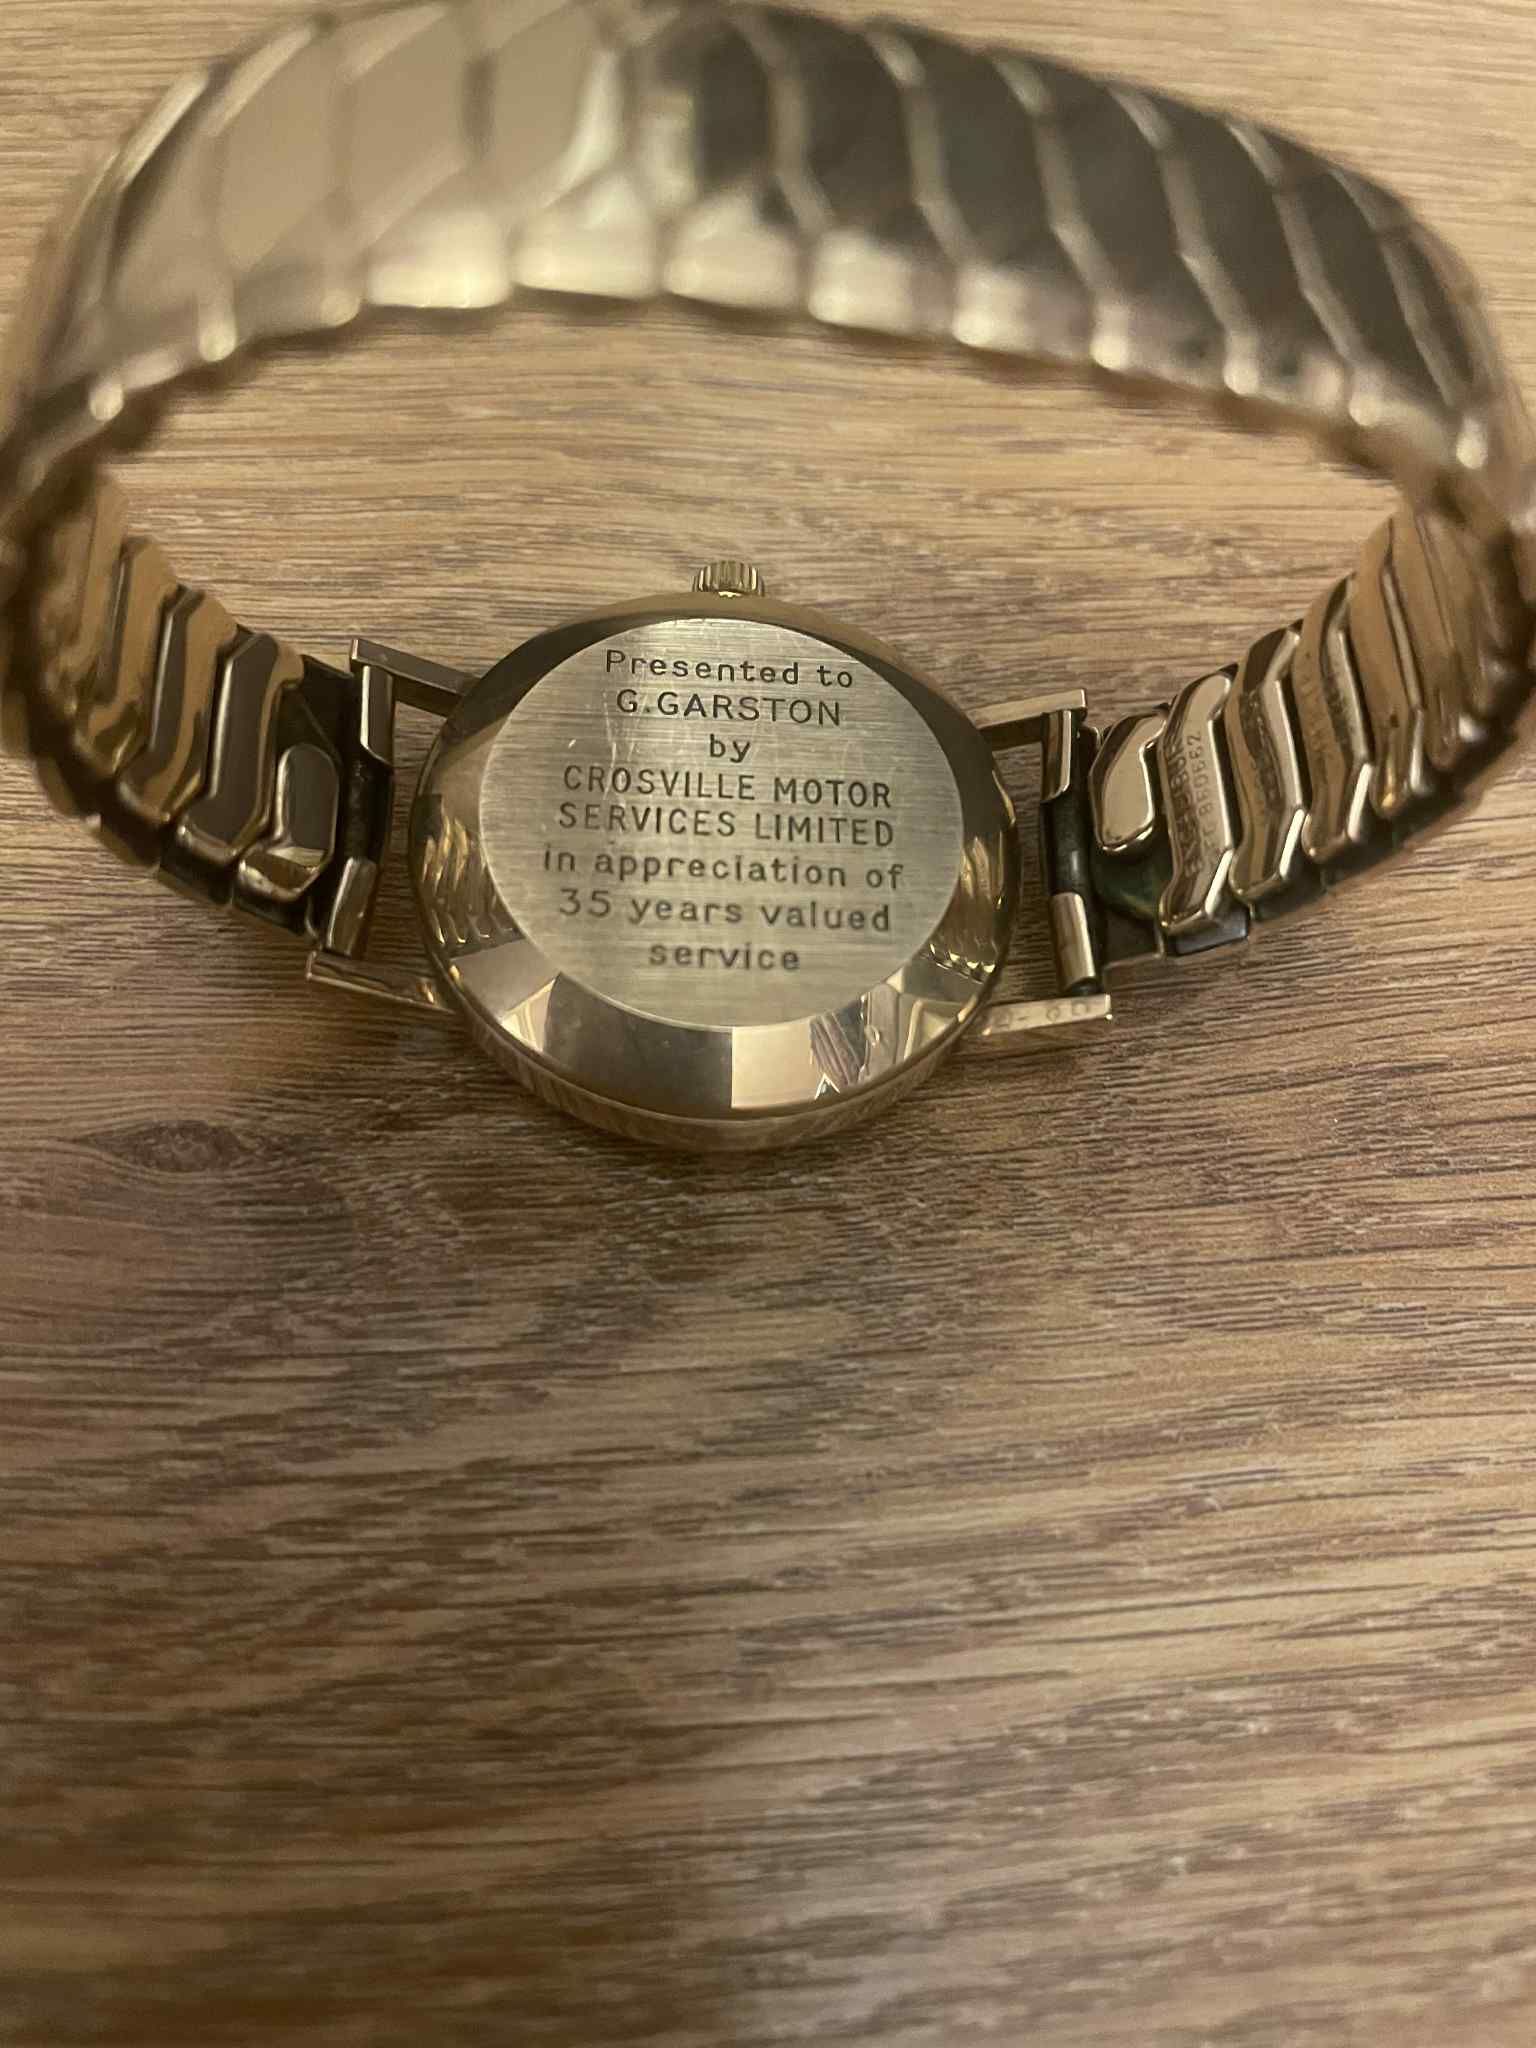 Presented to
G.GARSTON
by
CROSVILLE MOTOR
SERVICES LIMITED
in appreciation of
35 years valued
service